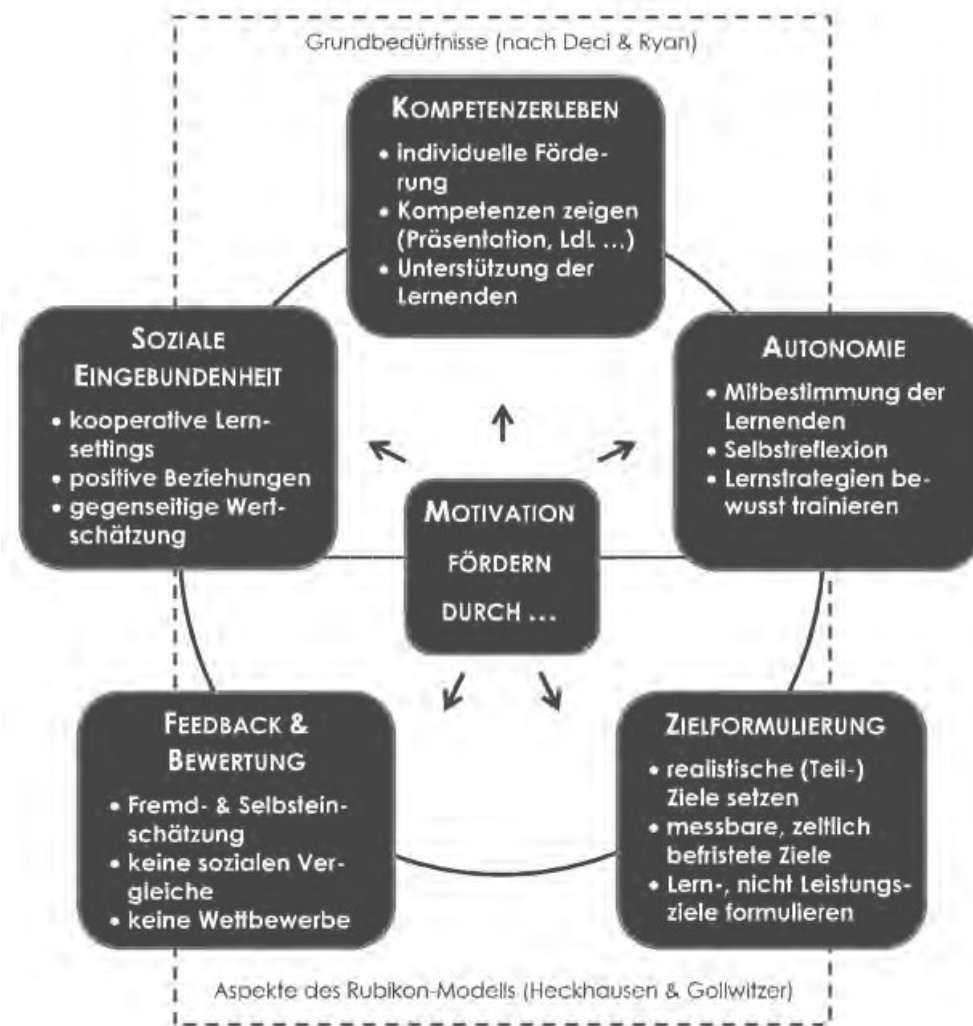 Grundbedürfnisse (nach Deci & Ryan)
KOMPETENZERLEBEN
• individuelle Förde-
rung
• Kompetenzen zeigen
(Präsentation, LdL ...)
• Unterstützung der
Lernenden
SOZIALE
EINGEBUNDENHEIT
• kooperative Lern-
settings
• positive Beziehungen
• gegenseitige Wert-
schätzung
AUTONOMIE
• Mitbestimmung der
Lernenden
• Selbstreflexion
• Lernstrategien be-
wusst trainieren
MOTIVATION
FÖRDERN
DURCH ...
FEEDBACK &
BEWERTUNG
• Fremd- & Selbstein-
schätzung
• keine sozialen Ver-
gleiche
• keine Wettbewerbe
ZIELFORMULIERUNG
• realistische (Teil-)
Ziele setzen
• messbare, zeitlich
befristete Ziele
• Lern-, nicht Leistungs-
ziele formulieren
Aspekte des Rubikon-Modells (Heckhausen & Gollwitzer)